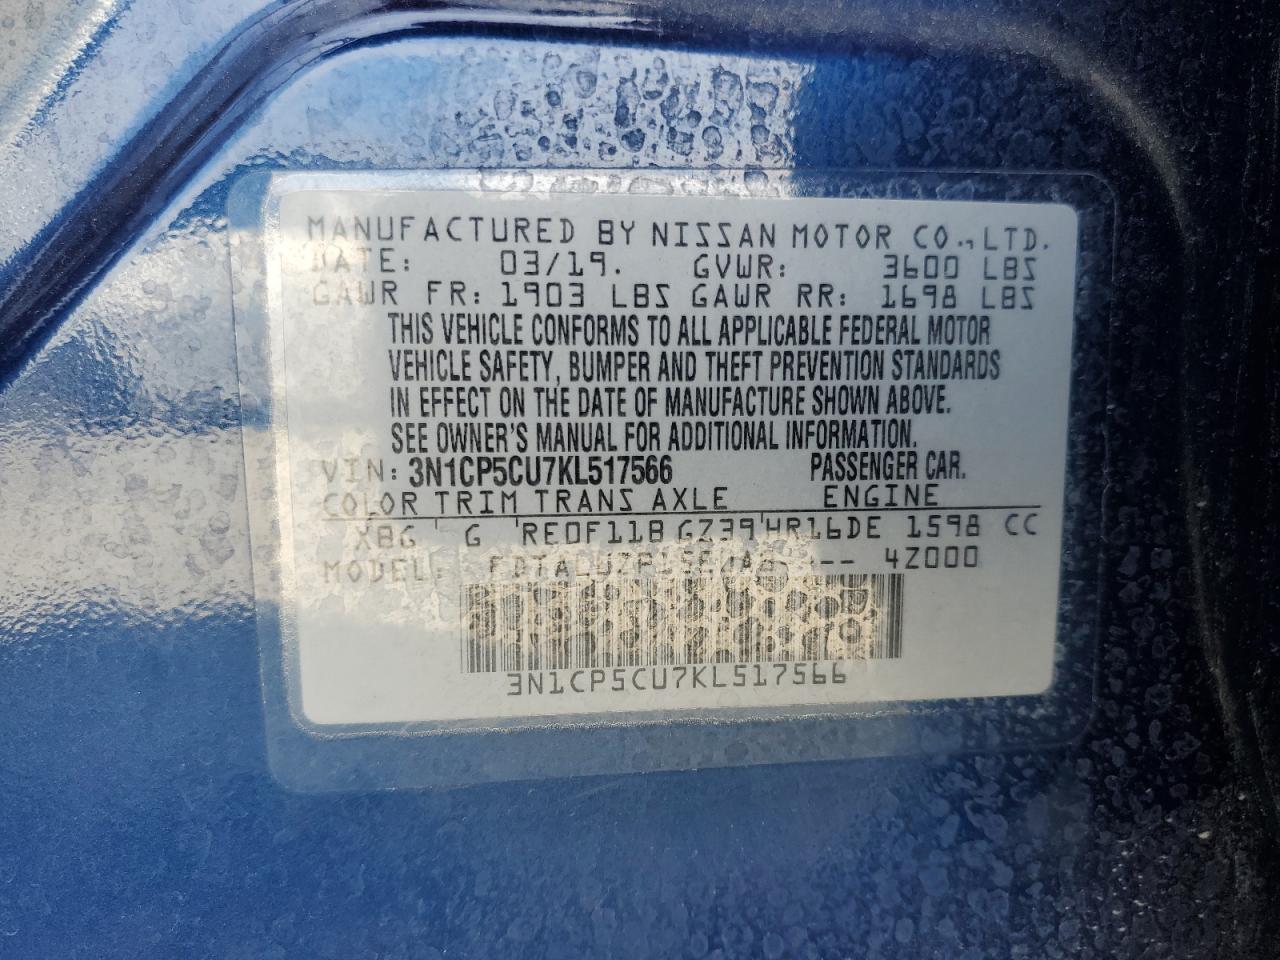 MANUFACTURED BY NISSAN MOTOR CO., LTD.
DATE: 03/19. GVWR: 3600 LBS
GAWR FR: 1903 LBS GAWR RR: 1698 LBS
THIS VEHICLE CONFORMS TO ALL APPLICABLE FEDERAL MOTOR
VEHICLE SAFETY, BUMPER AND THEFT PREVENTION STANDARDS
IN EFFECT ON THE DATE OF MANUFACTURE SHOWN ABOVE.
SEE OWNER'S MANUAL FOR ADDITIONAL INFORMATION.
VIN: 3N1CP5CU7KL517566 PASSENGER CAR.
COLOR TRIM TRANS AXLE ENGINE
XBG G RE0F11B GZ39 HR16DE 1598 CC
MODEL: 4Z000
3N1CP5CU7KL517566